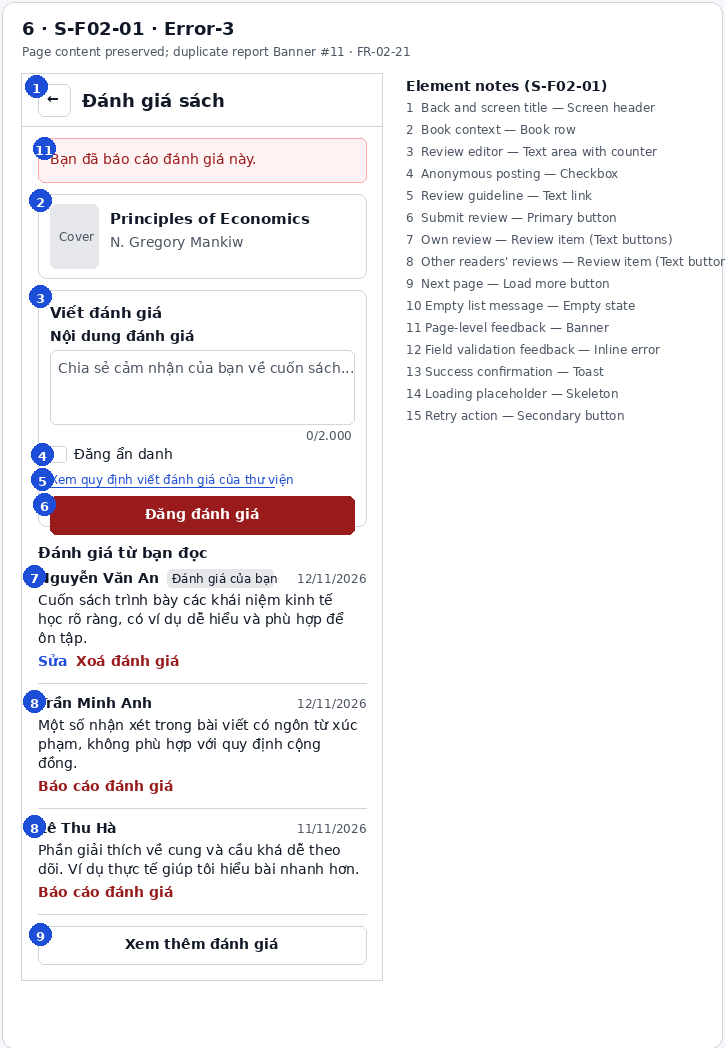 6 · S-F02-01 · Error-3
Page content preserved; duplicate report Banner #11 · FR-02-21
1
←
Đánh giá sách
11
Bạn đã báo cáo đánh giá này.
2
Cover
Principles of Economics
N. Gregory Mankiw
3
Viết đánh giá
Nội dung đánh giá
Chia sẻ cảm nhận của bạn về cuốn sách...
0/2.000
4
Đăng ẩn danh
5
Xem quy định viết đánh giá của thư viện
6
Đăng đánh giá
Đánh giá từ bạn đọc
7
Nguyễn Văn An
Đánh giá của bạn
12/11/2026
Cuốn sách trình bày các khái niệm kinh tế
học rõ ràng, có ví dụ dễ hiểu và phù hợp để
ôn tập.
Sửa Xoá đánh giá
8
Trần Minh Anh
12/11/2026
Một số nhận xét trong bài viết có ngôn từ xúc
phạm, không phù hợp với quy định cộng
đồng.
Báo cáo đánh giá
8
Lê Thu Hà
11/11/2026
Phần giải thích về cung và cầu khá dễ theo
dõi. Ví dụ thực tế giúp tôi hiểu bài nhanh hơn.
Báo cáo đánh giá
9
Xem thêm đánh giá
Element notes (S-F02-01)
1 Back and screen title — Screen header
2 Book context — Book row
3 Review editor — Text area with counter
4 Anonymous posting — Checkbox
5 Review guideline — Text link
6 Submit review — Primary button
7 Own review — Review item (Text buttons)
8 Other readers' reviews — Review item (Text buttor
9 Next page — Load more button
10 Empty list message — Empty state
11 Page-level feedback — Banner
12 Field validation feedback — Inline error
13 Success confirmation — Toast
14 Loading placeholder — Skeleton
15 Retry action — Secondary button